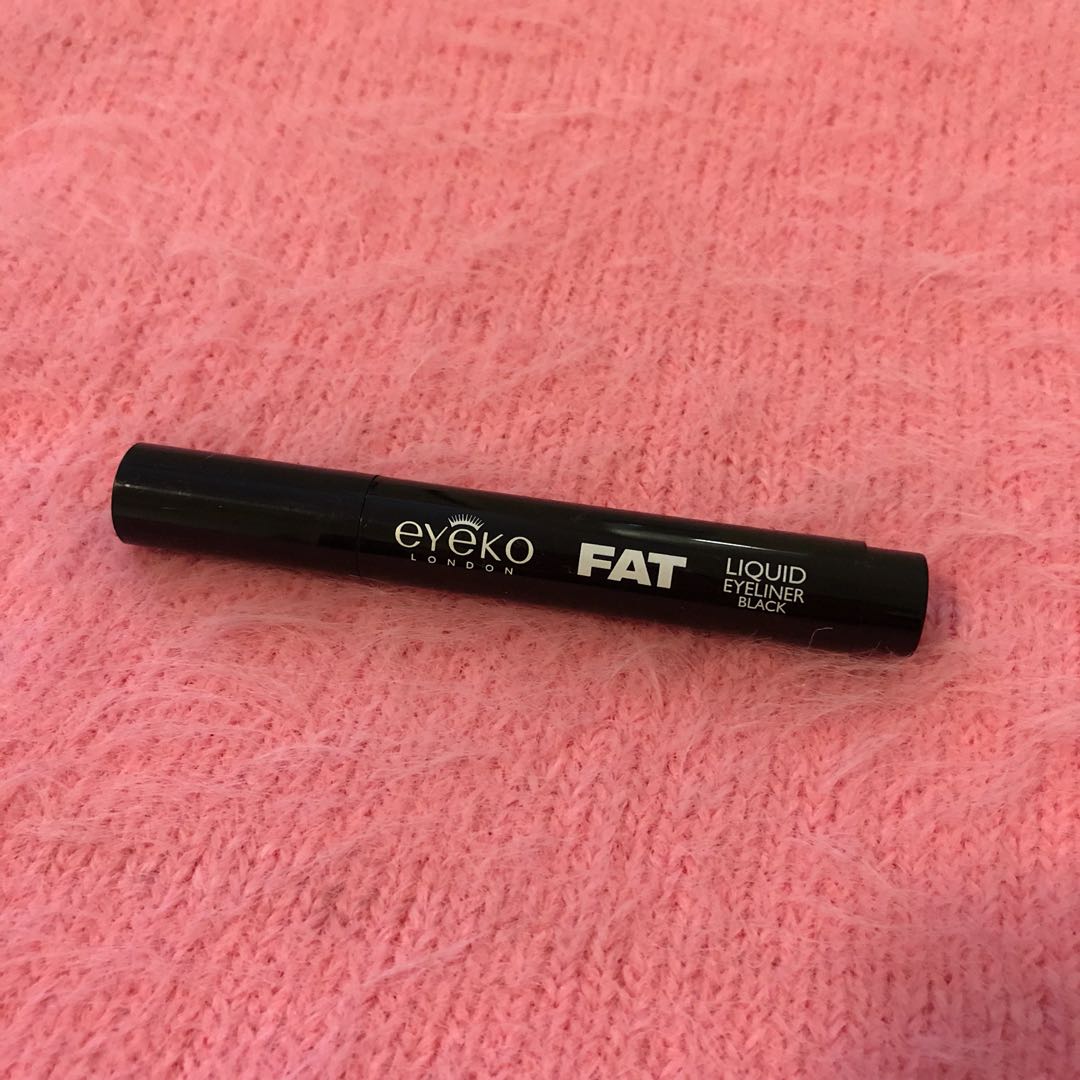 eyeko
LONDON
FAT
LIQUID
EYELINER
BLACK